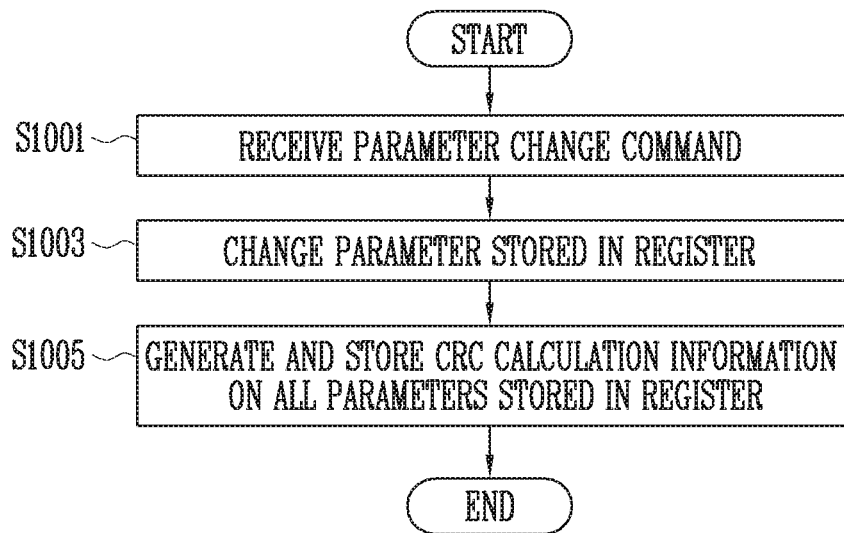 START
S1001 RECEIVE PARAMETER CHANGE COMMAND
S1003 CHANGE PARAMETER STORED IN REGISTER
S1005 GENERATE AND STORE CRC CALCULATION INFORMATION
ON ALL PARAMETERS STORED IN REGISTER
END